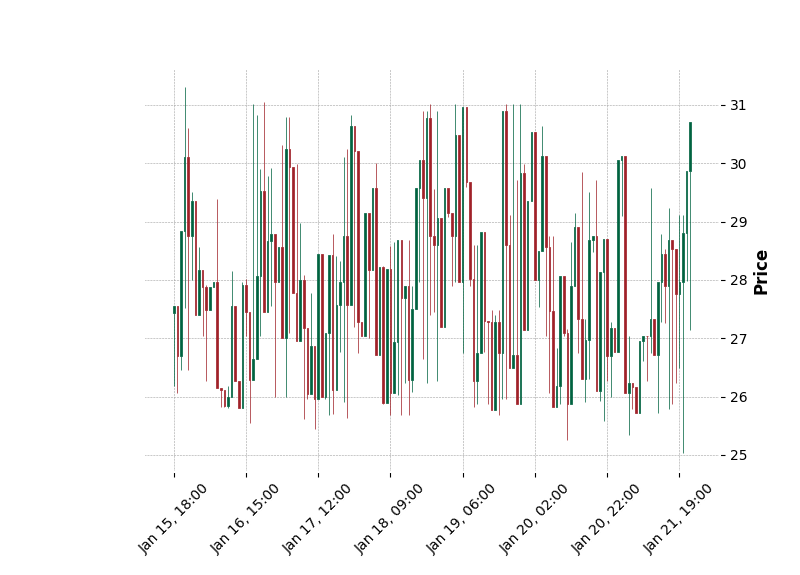 31
30
29
28
27
26
25
Price
Jan 15, 18:00
Jan 16, 15:00
Jan 17, 12:00
Jan 18, 09:00
Jan 19, 06:00
Jan 20, 02:00
Jan 20, 22:00
Jan 21, 19:00